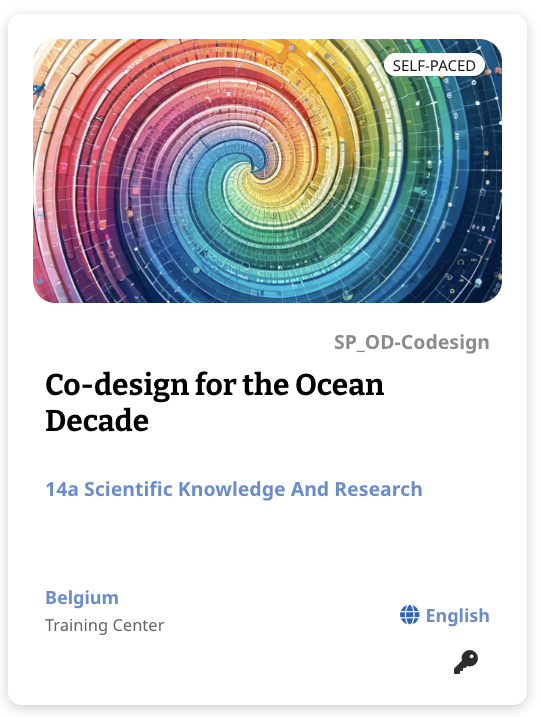 SELF-PACED
SP_OD-Codesign
Co-design for the Ocean
Decade
14a Scientific Knowledge And Research
Belgium
Training Center
English